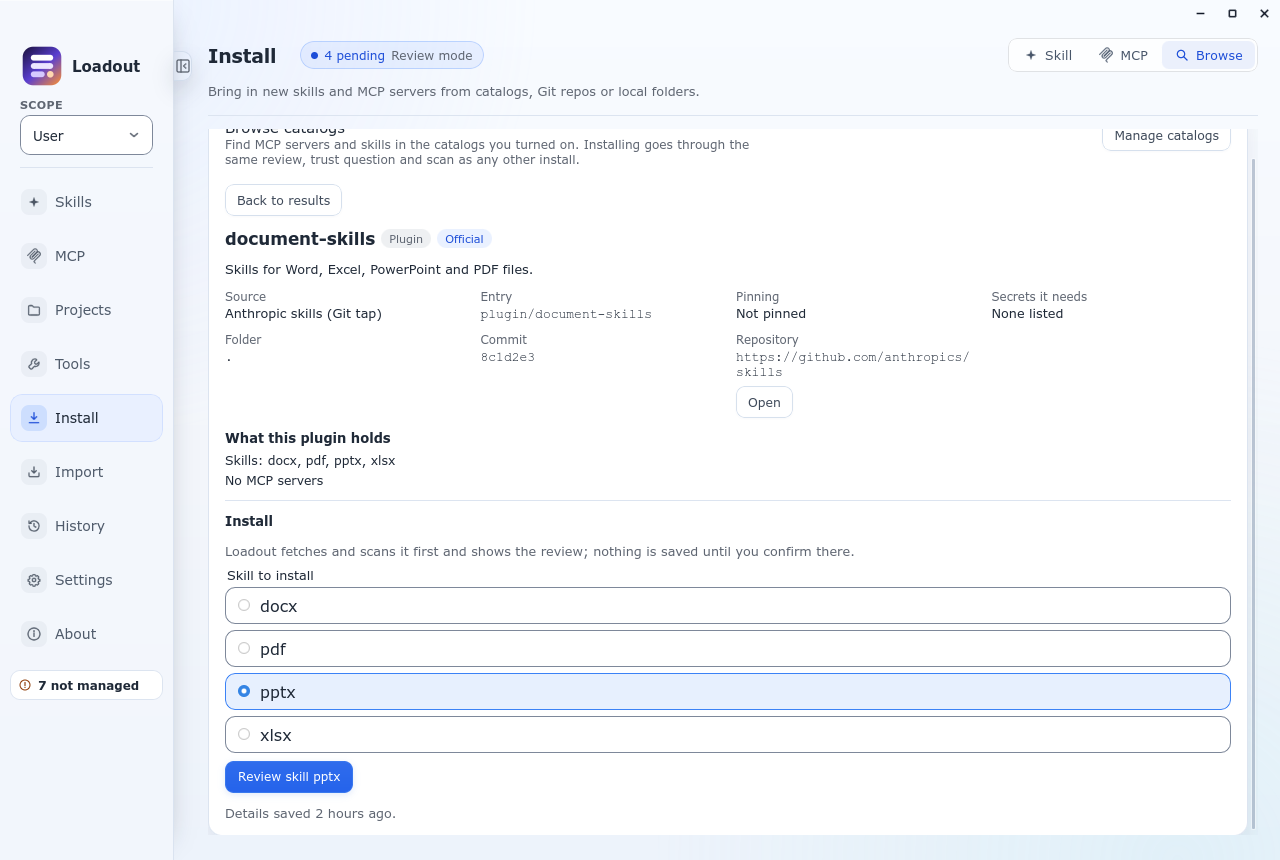 Loadout
SCOPE
User
Skills
MCP
Projects
Tools
Install
Import
History
Settings
About
7 not managed
Install
4 pending Review mode
Skill
MCP
Browse
Bring in new skills and MCP servers from catalogs, Git repos or local folders.
Browse catalogs
Find MCP servers and skills in the catalogs you turned on. Installing goes through the
same review, trust question and scan as any other install.
Manage catalogs
Back to results
document-skills Plugin Official
Skills for Word, Excel, PowerPoint and PDF files.
Source
Anthropic skills (Git tap)
Entry
plugin/document-skills
Pinning
Not pinned
Secrets it needs
None listed
Folder
.
Commit
8c1d2e3
Repository
https://github.com/anthropics/
skills
Open
What this plugin holds
Skills: docx, pdf, pptx, xlsx
No MCP servers
Install
Loadout fetches and scans it first and shows the review; nothing is saved until you confirm there.
Skill to install
docx
pdf
pptx
xlsx
Review skill pptx
Details saved 2 hours ago.